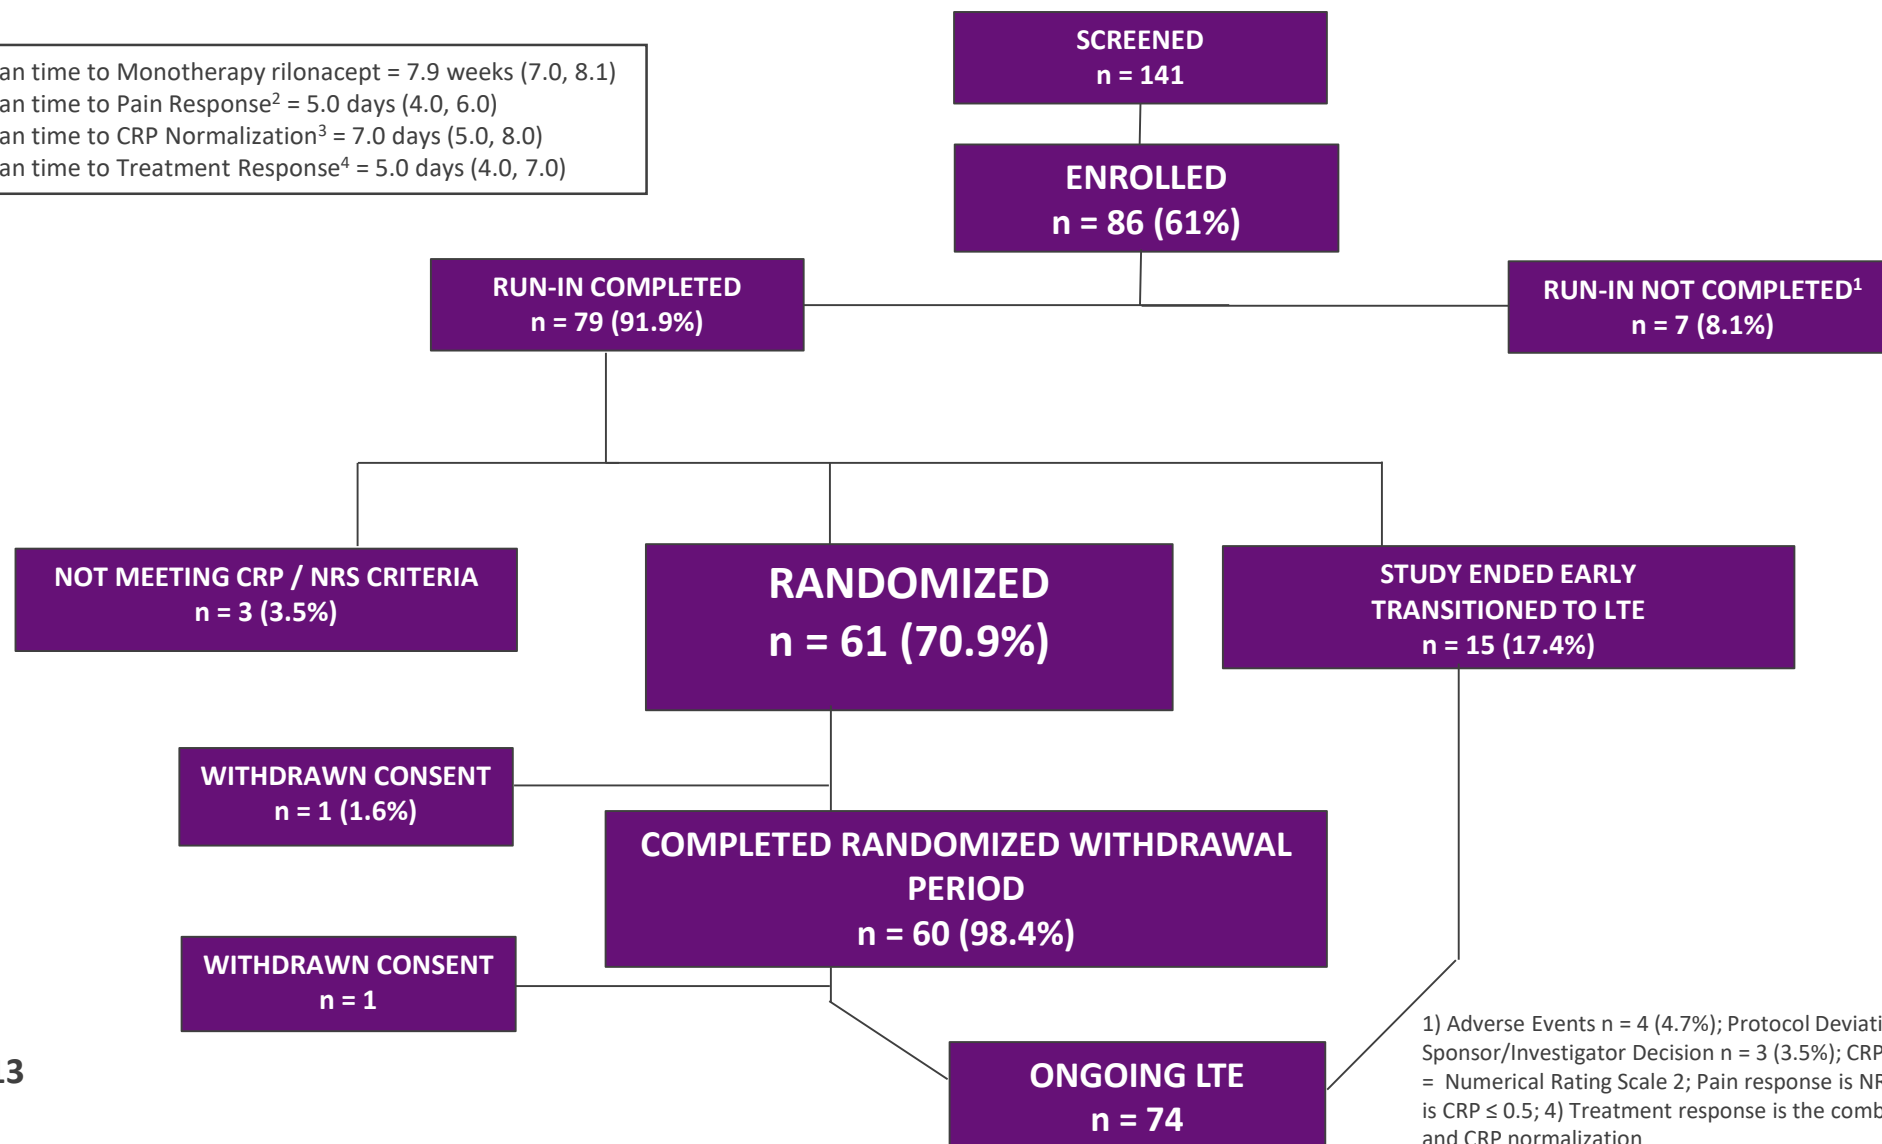 SCREENED
n = 141
an time to Monotherapy rilonacept = 7.9 weeks (7.0, 8.1)
an time to Pain Response² = 5.0 days (4.0, 6.0)
an time to CRP Normalization³ = 7.0 days (5.0, 8.0)
an time to Treatment Response⁴ = 5.0 days (4.0, 7.0)
ENROLLED
n = 86 (61%)
RUN-IN COMPLETED
n = 79 (91.9%)
RUN-IN NOT COMPLETED¹
n = 7 (8.1%)
NOT MEETING CRP / NRS CRITERIA
n = 3 (3.5%)
RANDOMIZED
n = 61 (70.9%)
STUDY ENDED EARLY
TRANSITIONED TO LTE
n = 15 (17.4%)
WITHDRAWN CONSENT
n = 1 (1.6%)
COMPLETED RANDOMIZED WITHDRAWAL
PERIOD
n = 60 (98.4%)
WITHDRAWN CONSENT
n = 1
ONGOING LTE
n = 74
1) Adverse Events n = 4 (4.7%); Protocol Deviati
Sponsor/Investigator Decision n = 3 (3.5%); CRP
= Numerical Rating Scale 2; Pain response is NR
is CRP ≤ 0.5; 4) Treatment response is the comb
and CRP normalization
.3